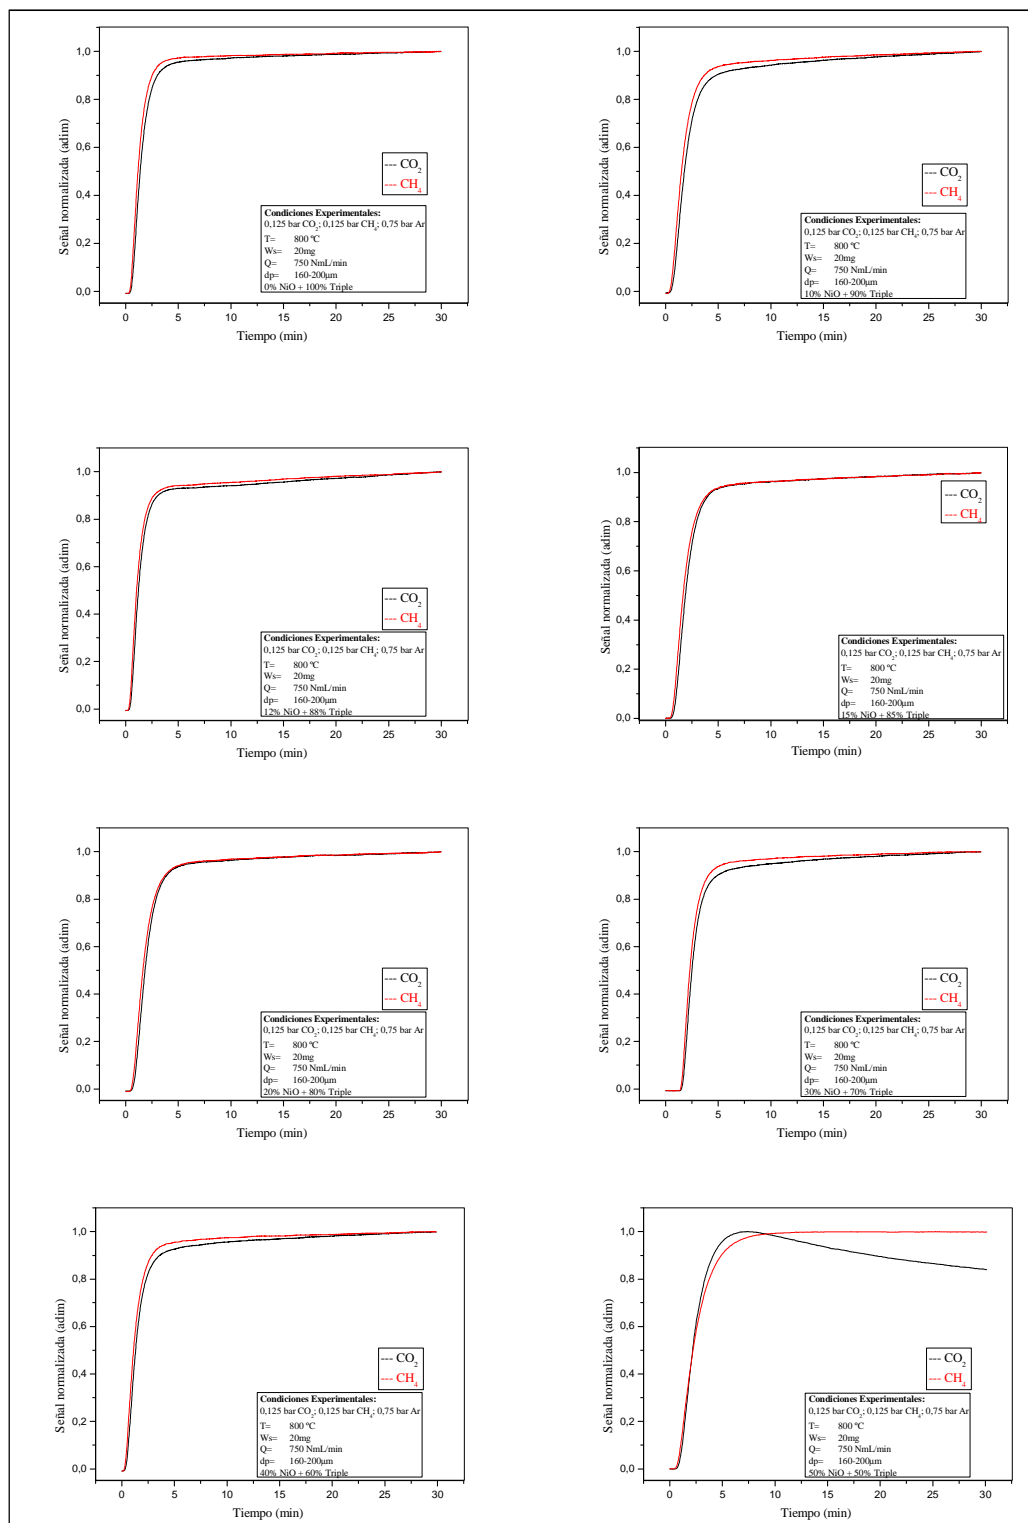 Señal normalizada (adim)
1,0
0,8
0,6
0,4
0,2
0,0
CO2
CH4
Condiciones Experimentales:
0,125 bar CO2; 0,125 bar CH4; 0,75 bar Ar
T= 800 ºC
Ws= 20mg
Q= 750 NmL/min
dp= 160-200µm
0% NiO + 100% Triple
0 5 10 15 20 25 30
Tiempo (min)
Señal normalizada (adim)
1,0
0,8
0,6
0,4
0,2
0,0
CO2
CH4
Condiciones Experimentales:
0,125 bar CO2; 0,125 bar CH4; 0,75 bar Ar
T= 800 ºC
Ws= 20mg
Q= 750 NmL/min
dp= 160-200µm
10% NiO + 90% Triple
0 5 10 15 20 25 30
Tiempo (min)
Señal normalizada (adim)
1,0
0,8
0,6
0,4
0,2
0,0
CO2
CH4
Condiciones Experimentales:
0,125 bar CO2; 0,125 bar CH4; 0,75 bar Ar
T= 800 ºC
Ws= 20mg
Q= 750 NmL/min
dp= 160-200µm
12% NiO + 88% Triple
0 5 10 15 20 25 30
Tiempo (min)
Señal normalizada (adim)
1,0
0,8
0,6
0,4
0,2
0,0
CO2
CH4
Condiciones Experimentales:
0,125 bar CO2; 0,125 bar CH4; 0,75 bar Ar
T= 800 ºC
Ws= 20mg
Q= 750 NmL/min
dp= 160-200µm
15% NiO + 85% Triple
0 5 10 15 20 25 30
Tiempo (min)
Señal normalizada (adim)
1,0
0,8
0,6
0,4
0,2
0,0
CO2
CH4
Condiciones Experimentales:
0,125 bar CO2; 0,125 bar CH4; 0,75 bar Ar
T= 800 ºC
Ws= 20mg
Q= 750 NmL/min
dp= 160-200µm
20% NiO + 80% Triple
0 5 10 15 20 25 30
Tiempo (min)
Señal normalizada (adim)
1,0
0,8
0,6
0,4
0,2
0,0
CO2
CH4
Condiciones Experimentales:
0,125 bar CO2; 0,125 bar CH4; 0,75 bar Ar
T= 800 ºC
Ws= 20mg
Q= 750 NmL/min
dp= 160-200µm
30% NiO + 70% Triple
0 5 10 15 20 25 30
Tiempo (min)
Señal normalizada (adim)
1,0
0,8
0,6
0,4
0,2
0,0
CO2
CH4
Condiciones Experimentales:
0,125 bar CO2; 0,125 bar CH4; 0,75 bar Ar
T= 800 ºC
Ws= 20mg
Q= 750 NmL/min
dp= 160-200µm
40% NiO + 60% Triple
0 5 10 15 20 25 30
Tiempo (min)
Señal normalizada (adim)
1,0
0,8
0,6
0,4
0,2
0,0
CO2
CH4
Condiciones Experimentales:
0,125 bar CO2; 0,125 bar CH4; 0,75 bar Ar
T= 800 ºC
Ws= 20mg
Q= 750 NmL/min
dp= 160-200µm
50% NiO + 50% Triple
0 5 10 15 20 25 30
Tiempo (min)